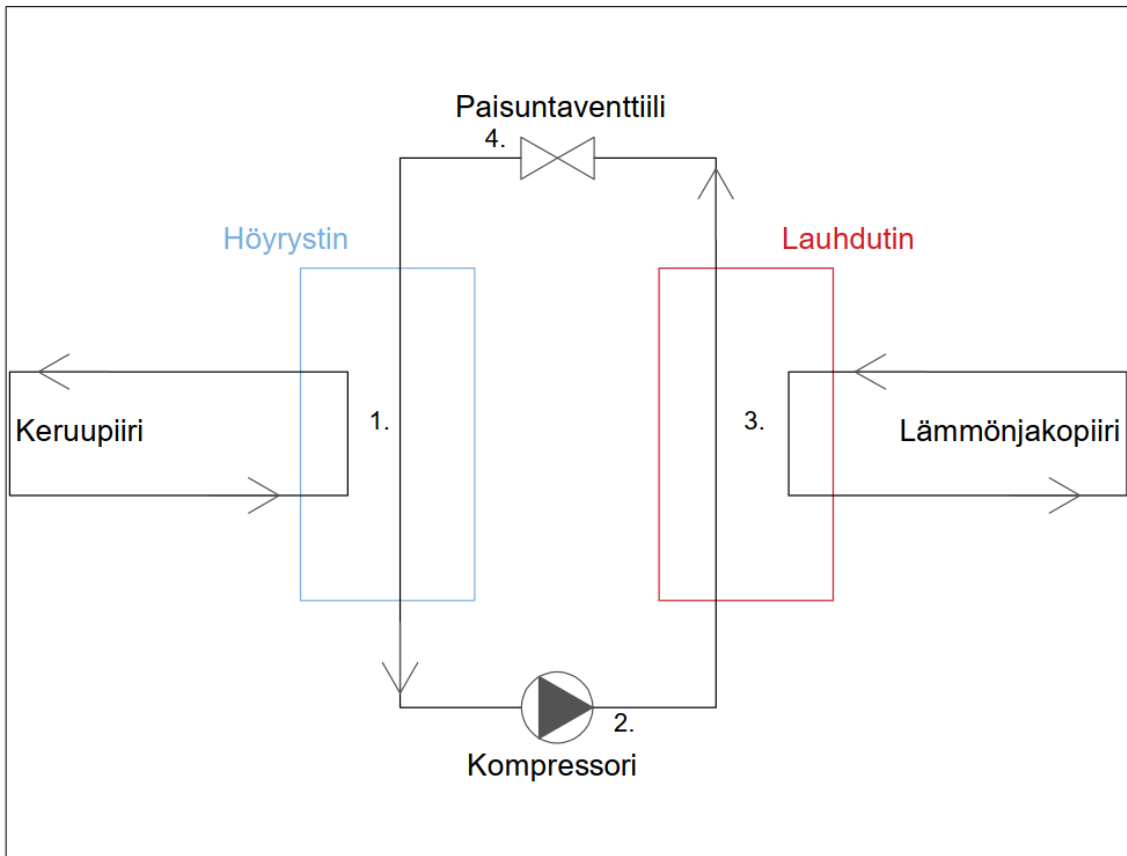 Paisuntaventtiili
4.
Höyrystin
Lauhdutin
Keruupiiri
1.
3.
Lämmönjakopiiri
2.
Kompressori